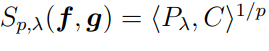 S_{p,λ}(𝒇, 𝒈) = ⟨P_λ, C⟩^{1/p}